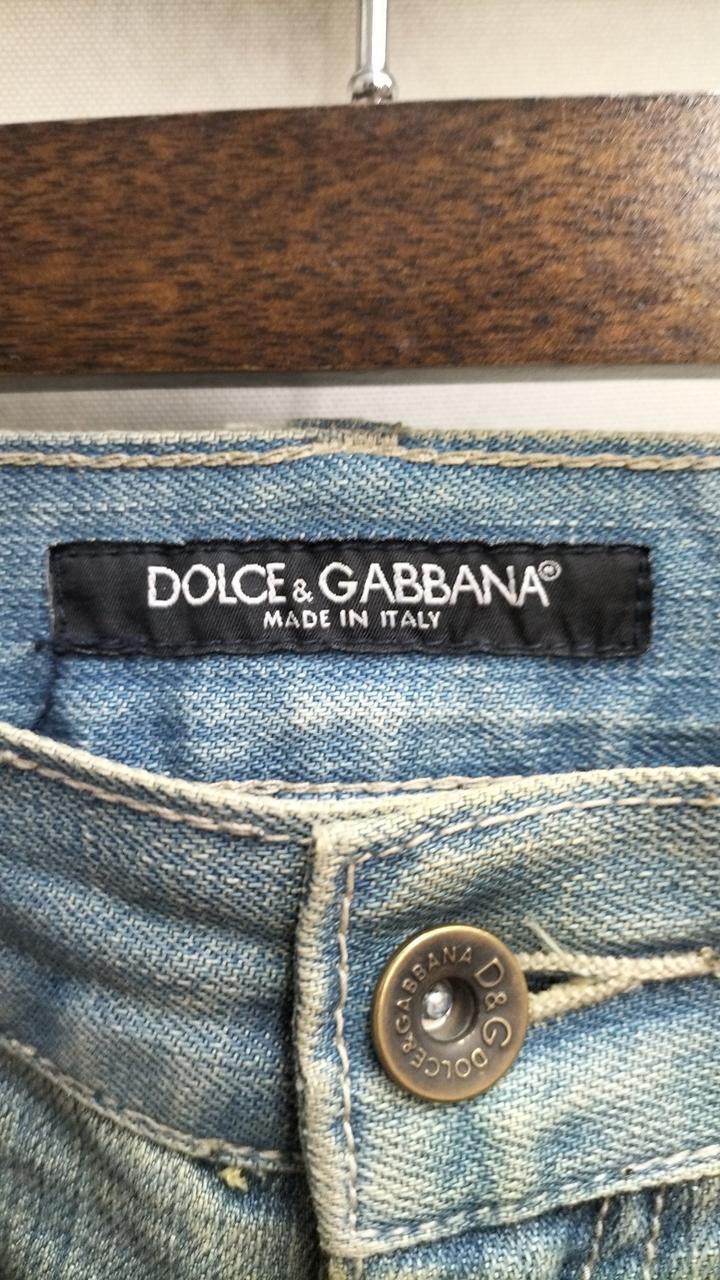 DOLCE & GABBANA®
MADE IN ITALY
D&G
DOLCE&GABBANA